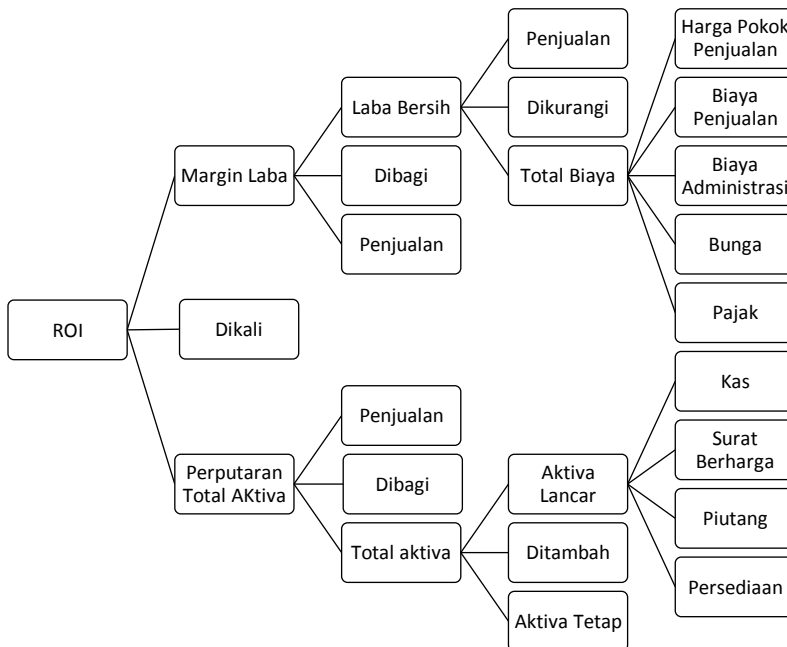 ROI
Margin Laba
Laba Bersih
Penjualan
Dikurangi
Total Biaya
Harga Pokok
Penjualan
Biaya
Penjualan
Biaya
Administrasi
Bunga
Pajak
Dibagi
Penjualan
Dikali
Perputaran
Total AKtiva
Penjualan
Dibagi
Total aktiva
Aktiva
Lancar
Kas
Surat
Berharga
Piutang
Persediaan
Ditambah
Aktiva Tetap